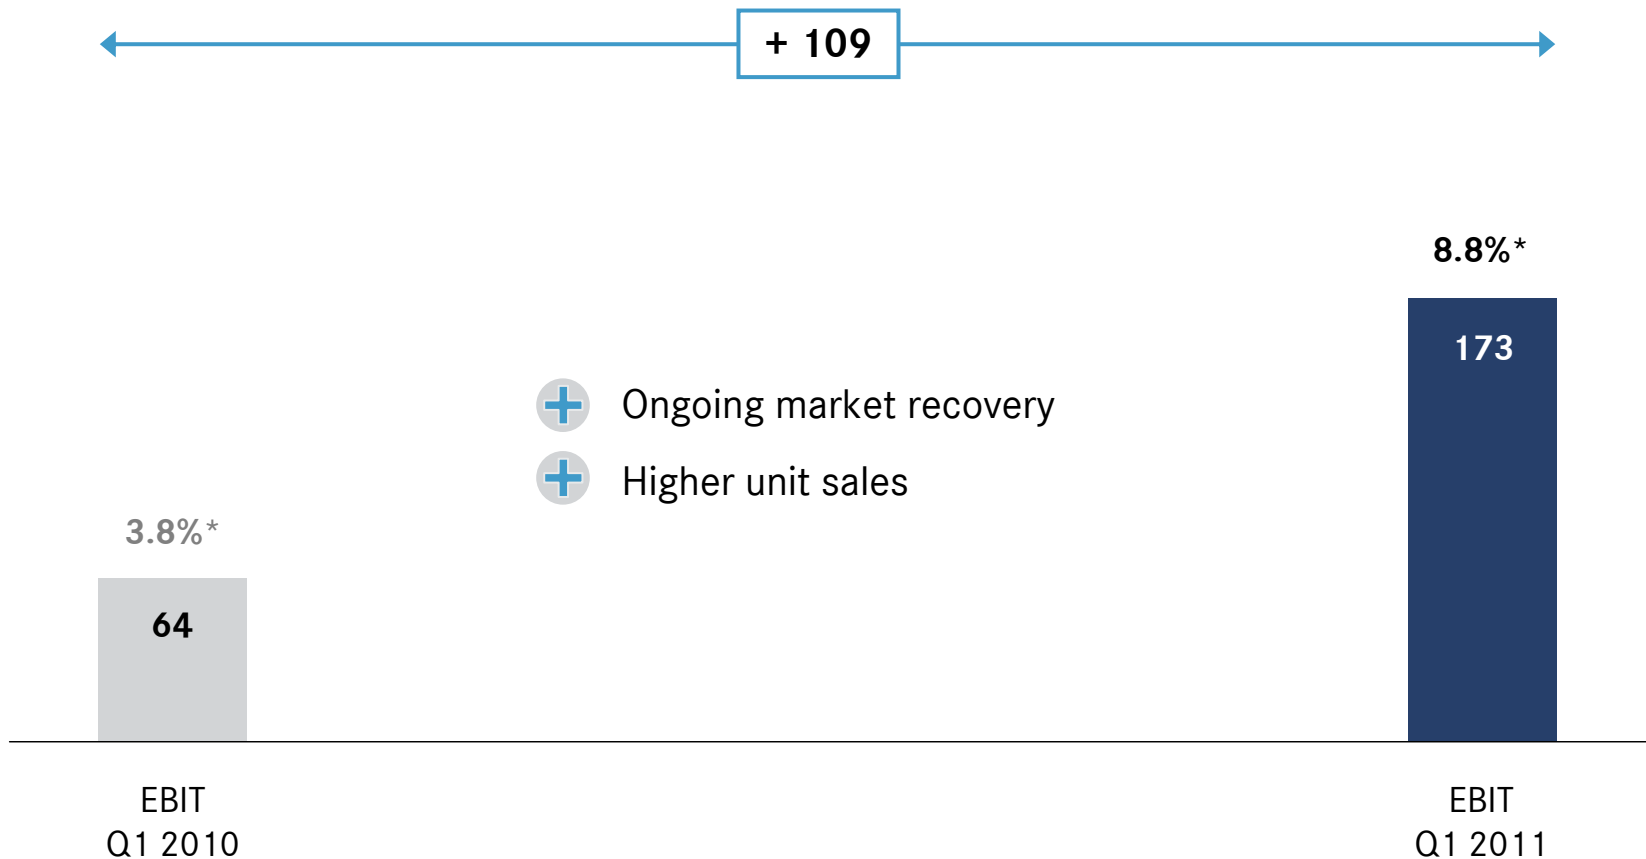 + 109
8.8%*
173
Ongoing market recovery
Higher unit sales
3.8%*
64
EBIT
Q1 2010
EBIT
Q1 2011